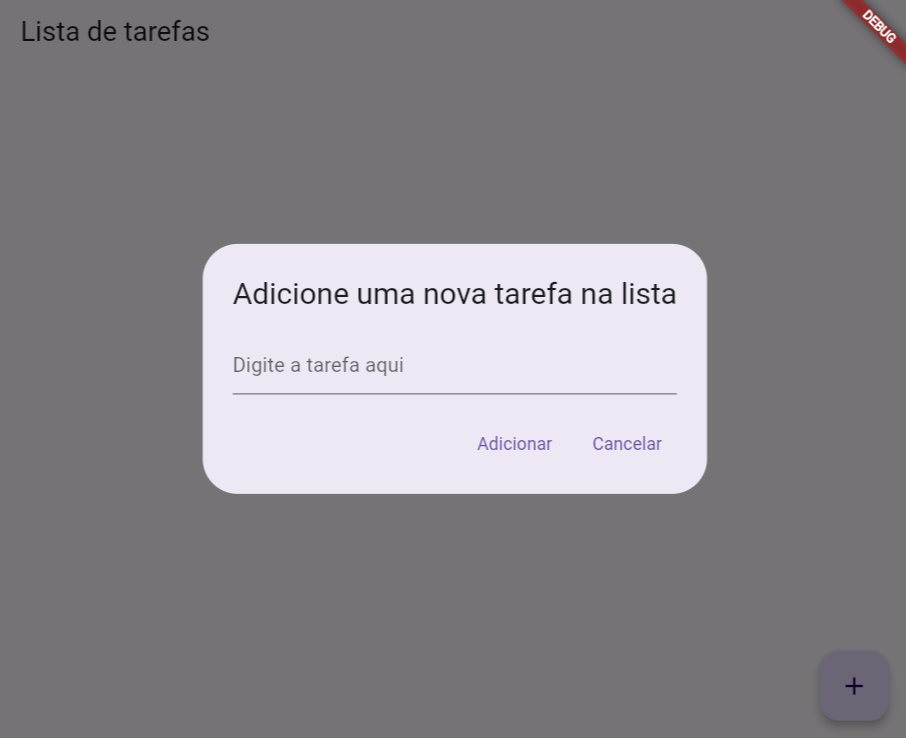 Lista de tarefas
DEBUG
Adicione uma nova tarefa na lista
Digite a tarefa aqui
Adicionar Cancelar
+